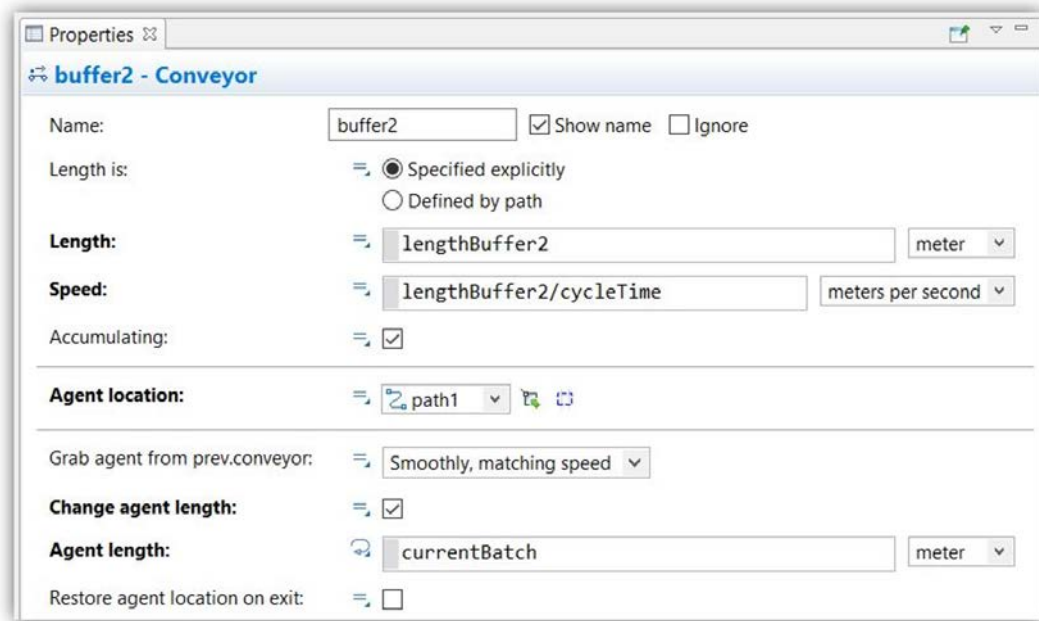 Properties
buffer2 - Conveyor
Name: buffer2 Show name Ignore
Length is: Specified explicitly
Defined by path
Length: lengthBuffer2 meter
Speed: lengthBuffer2/cycleTime meters per second
Accumulating:
Agent location: path1
Grab agent from prev.conveyor: Smoothly, matching speed
Change agent length:
Agent length: currentBatch meter
Restore agent location on exit: